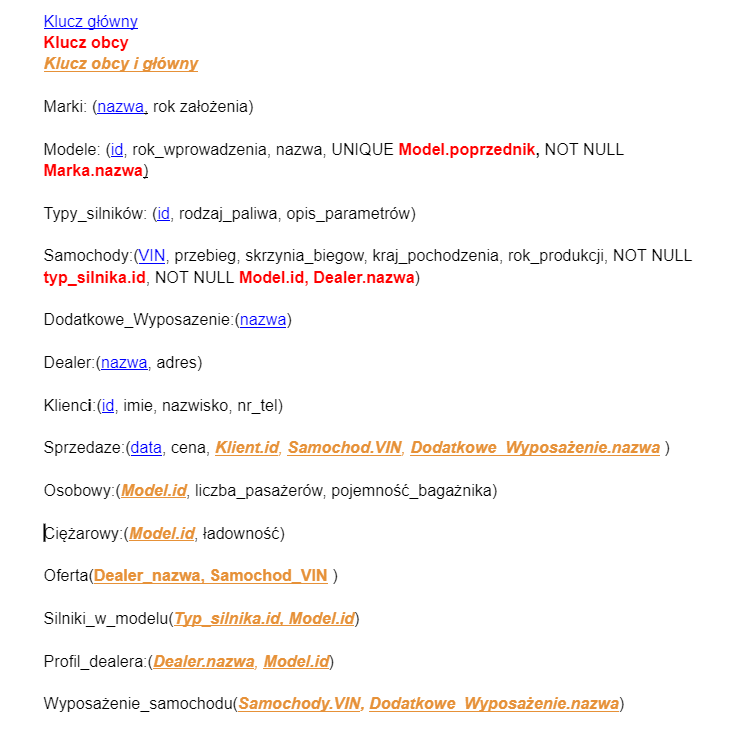 Klucz główny
Klucz obcy
Klucz obcy i główny
Marki: (nazwa, rok założenia)
Modele: (id, rok_wprowadzenia, nazwa, UNIQUE Model.poprzednik, NOT NULL
Marka.nazwa)
Typy_silników: (id, rodzaj_paliwa, opis_parametrów)
Samochody:(VIN, przebieg, skrzynia_biegow, kraj_pochodzenia, rok_produkcji, NOT NULL
typ_silnika.id, NOT NULL Model.id, Dealer.nazwa)
Dodatkowe_Wyposazenie:(nazwa)
Dealer:(nazwa, adres)
Klienci:(id, imie, nazwisko, nr_tel)
Sprzedaze:(data, cena, Klient.id, Samochod.VIN, Dodatkowe_Wyposażenie.nazwa )
Osobowy:(Model.id, liczba_pasażerów, pojemność_bagażnika)
Ciężarowy:(Model.id, ładowność)
Oferta(Dealer_nazwa, Samochod_VIN )
Silniki_w_modelu(Typ_silnika.id, Model.id)
Profil_dealera:(Dealer.nazwa, Model.id)
Wyposażenie_samochodu(Samochody.VIN, Dodatkowe_Wyposażenie.nazwa)